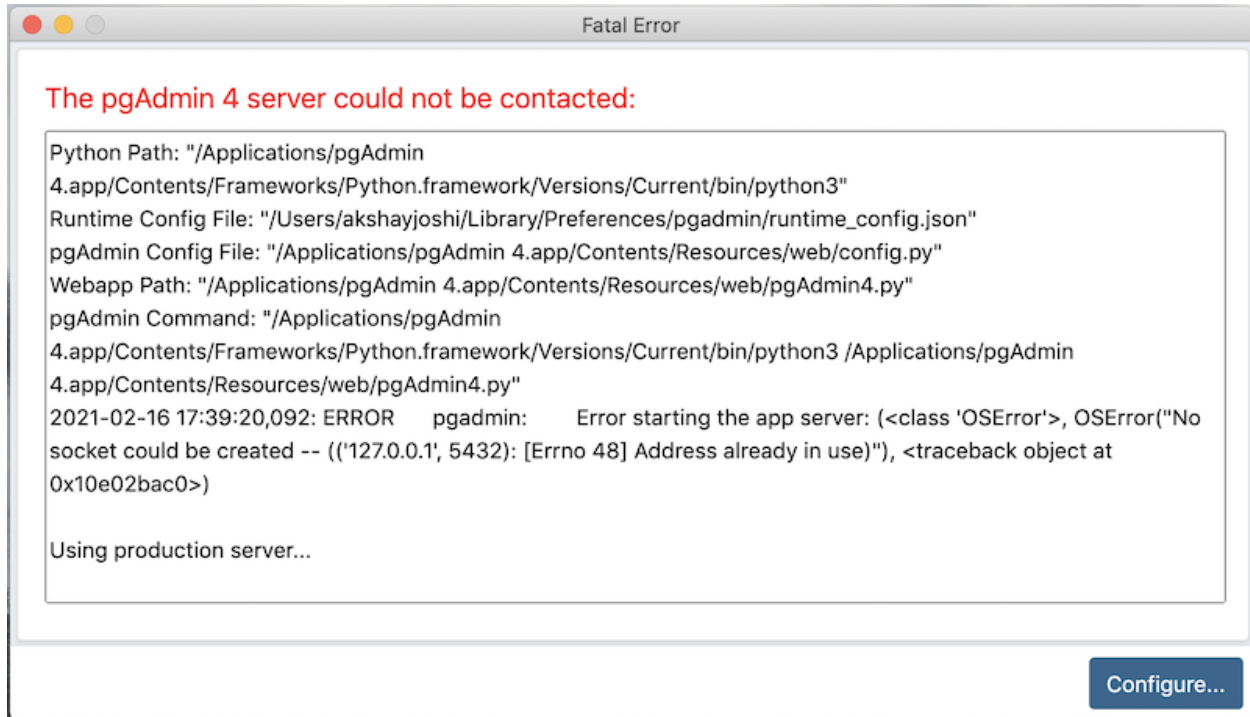 Fatal Error
The pgAdmin 4 server could not be contacted:
Python Path: "/Applications/pgAdmin
4.app/Contents/Frameworks/Python.framework/Versions/Current/bin/python3"
Runtime Config File: "/Users/akshayjoshi/Library/Preferences/pgadmin/runtime_config.json"
pgAdmin Config File: "/Applications/pgAdmin 4.app/Contents/Resources/web/config.py"
Webapp Path: "/Applications/pgAdmin 4.app/Contents/Resources/web/pgAdmin4.py"
pgAdmin Command: "/Applications/pgAdmin
4.app/Contents/Frameworks/Python.framework/Versions/Current/bin/python3 /Applications/pgAdmin
4.app/Contents/Resources/web/pgAdmin4.py"
2021-02-16 17:39:20,092: ERROR pgadmin: Error starting the app server: (<class 'OSError'>, OSError("No
socket could be created -- (('127.0.0.1', 5432): [Errno 48] Address already in use)"), <traceback object at
0x10e02bac0>)
Using production server...
Configure...